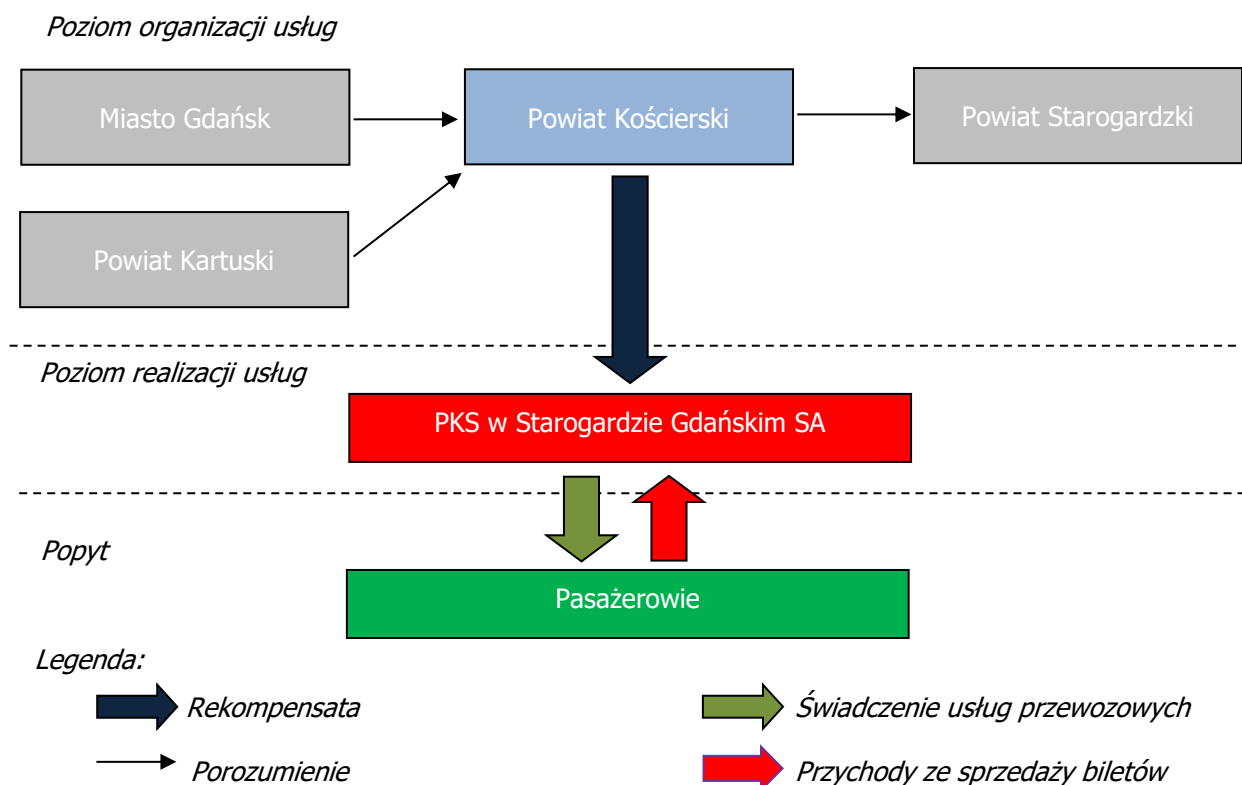 Poziom organizacji usług
Miasto Gdańsk
Powiat Kościerski
Powiat Starogardzki
Powiat Kartuski
Poziom realizacji usług
PKS w Starogardzie Gdańskim SA
Popyt
Pasażerowie
Legenda:
Rekompensata
Świadczenie usług przewozowych
Porozumienie
Przychody ze sprzedaży biletów